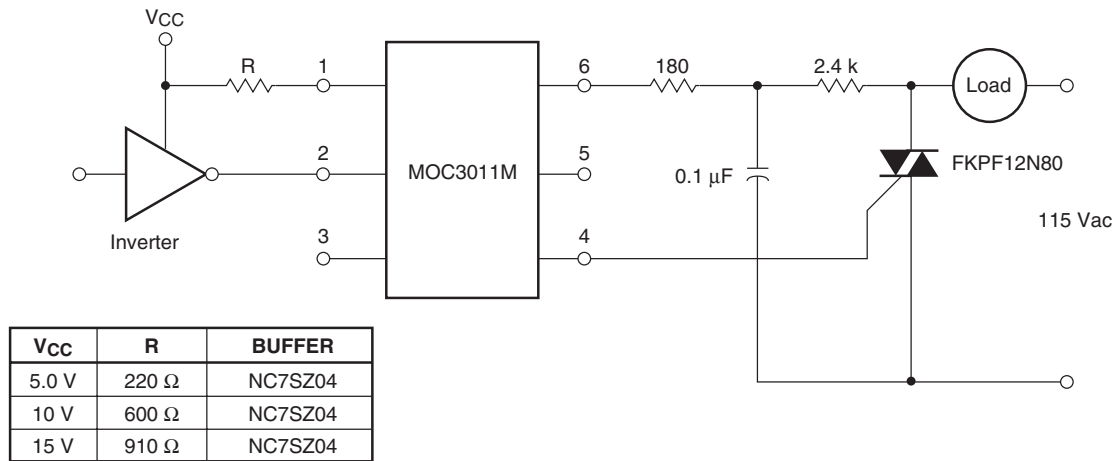 VCC
R
1
6
180
2.4 k
Load
2
MOC3011M
5
0.1 μF
FKPF12N80
115 Vac
Inverter
3
4
VCC R BUFFER
5.0 V 220 Ω NC7SZ04
10 V 600 Ω NC7SZ04
15 V 910 Ω NC7SZ04